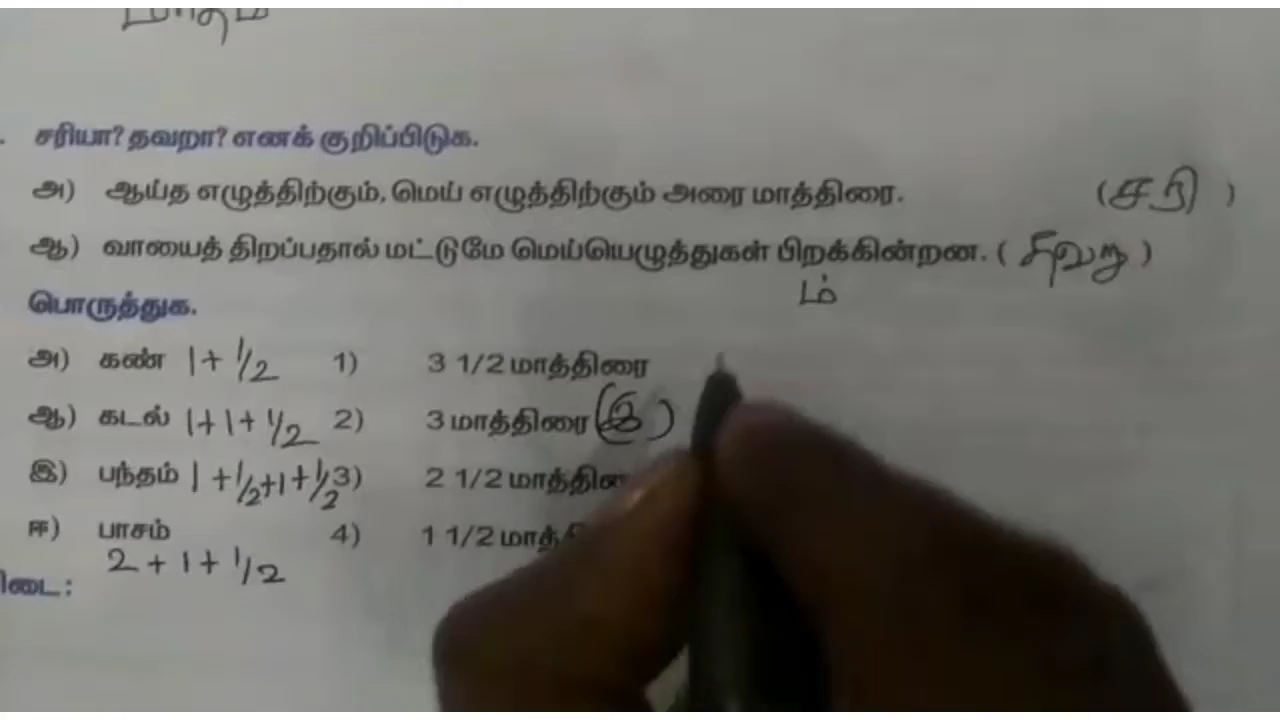 . சரியா? தவறா? எனக் குறிப்பிடுக.
அ) ஆய்த எழுத்திற்கும், மெய் எழுத்திற்கும் அரை மாத்திரை. (சரி)
ஆ) வாயைத் திறப்பதால் மட்டுமே மெய்யெழுத்துகள் பிறக்கின்றன. (தவறு)
ம்
பொருத்துக.
அ) கண் 1+ 1/2 1) 3 1/2 மாத்திரை
ஆ) கடல் 1+1+ 1/2 2) 3 மாத்திரை (இ)
இ) பந்தம் 1 + 1/2+1+ 1/2 3) 2 1/2
ஈ) பாசம் 4) 1 1/2
2 + 1 + 1/2